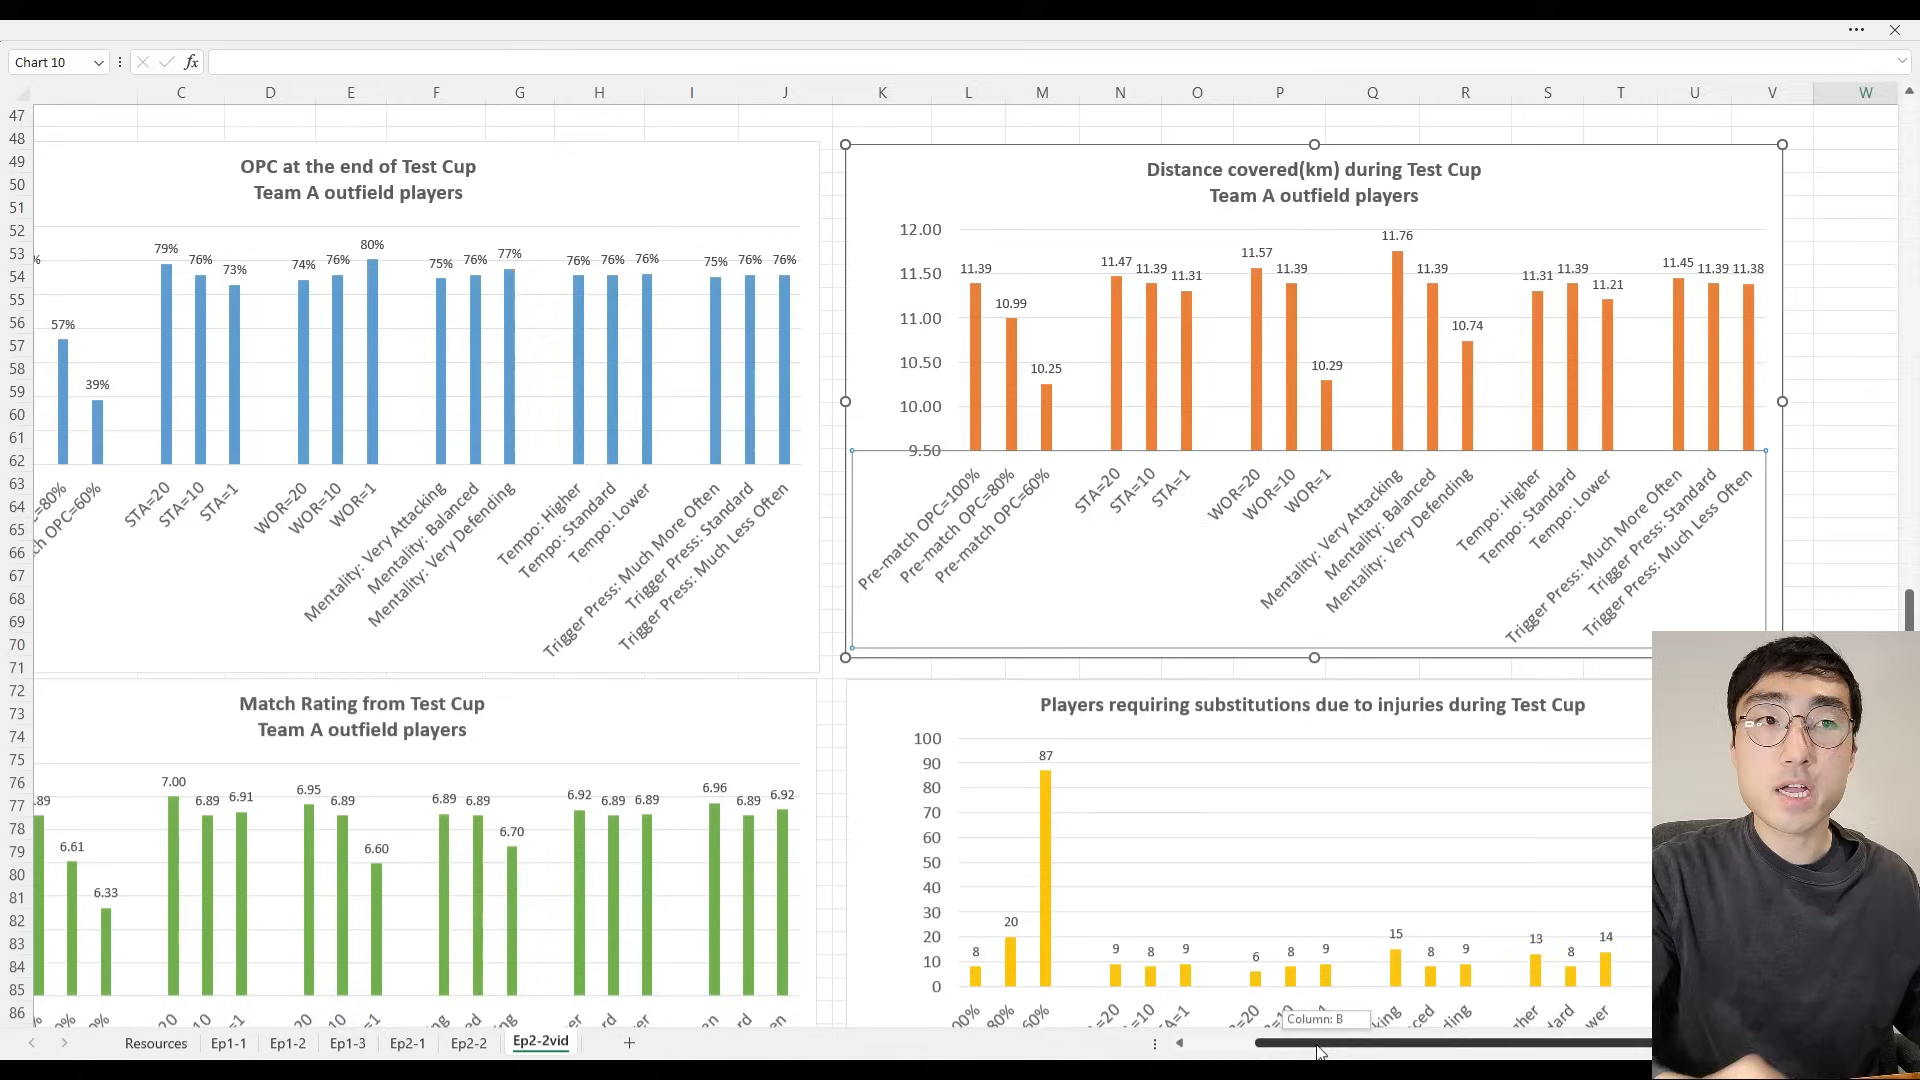 Chart 10
fx
C D E F G H I J K L M N O P Q R S T U V W
47
48
49
50
51
52
53
54
55
56
57
58
59
60
61
62
63
64
65
66
67
68
69
70
71
72
73
74
75
76
77
78
79
80
81
82
83
84
85
86
OPC at the end of Test Cup
Team A outfield players
%
57%
39%
79%
76%
73%
74%
76%
80%
75%
76%
77%
76%
76%
76%
75%
76%
76%
=80%
ch OPC=60%
STA=20
STA=10
STA=1
WOR=20
WOR=10
WOR=1
Mentality: Very Attacking
Mentality: Balanced
Mentality: Very Defending
Tempo: Higher
Tempo: Standard
Tempo: Lower
Trigger Press: Much More Often
Trigger Press: Standard
Trigger Press: Much Less Often
Distance covered(km) during Test Cup
Team A outfield players
12.00
11.50
11.00
10.50
10.00
9.50
11.39
10.99
10.25
11.47
11.39
11.31
11.57
11.39
10.29
11.76
11.39
10.74
11.31
11.39
11.21
11.45
11.39
11.38
Pre-match OPC=100%
Pre-match OPC=80%
Pre-match OPC=60%
STA=20
STA=10
STA=1
WOR=20
WOR=10
WOR=1
Mentality: Very Attacking
Mentality: Balanced
Mentality: Very Defending
Tempo: Higher
Tempo: Standard
Tempo: Lower
Trigger Press: Much More Often
Trigger Press: Standard
Trigger Press: Much Less Often
Match Rating from Test Cup
Team A outfield players
.89
6.61
6.33
7.00
6.89
6.91
6.95
6.89
6.60
6.89
6.89
6.70
6.92
6.89
6.89
6.96
6.89
6.92
Players requiring substitutions due to injuries during Test Cup
100
90
80
70
60
50
40
30
20
10
0
8
20
87
9
8
9
6
8
9
15
8
9
13
8
14
Column: B
Resources Ep1-1 Ep1-2 Ep1-3 Ep2-1 Ep2-2 Ep2-2vid